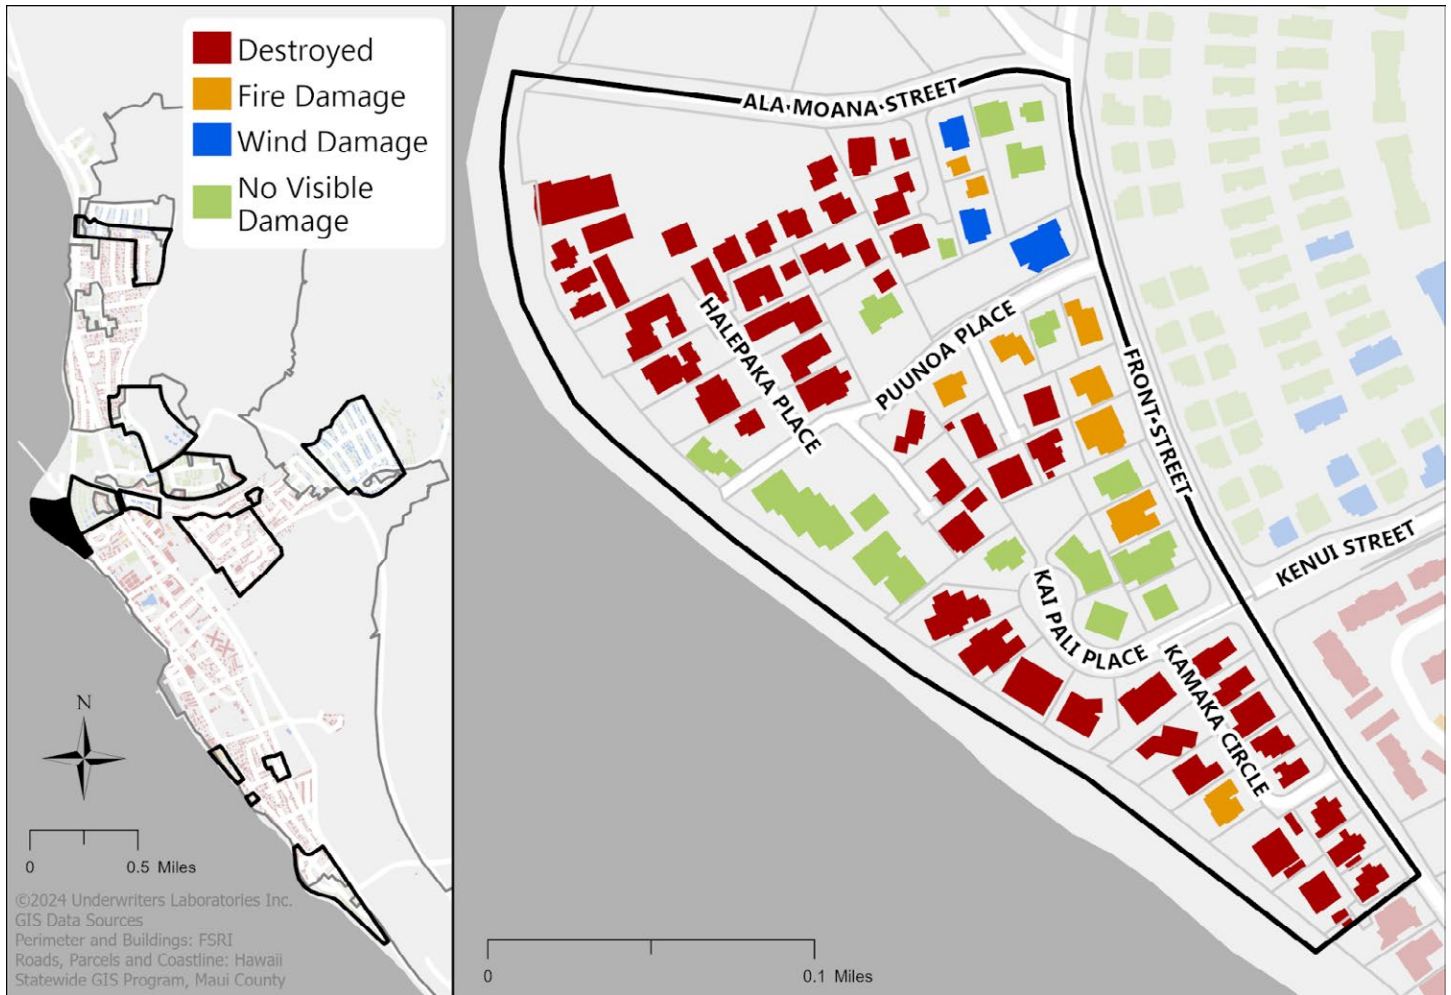 Destroyed
Fire Damage
Wind Damage
No Visible
Damage
N
0
0.5 Miles
©2024 Underwriters Laboratories Inc.
GIS Data Sources
Perimeter and Buildings: FSRI
Roads, Parcels and Coastline: Hawaii
Statewide GIS Program, Maui County
ALA MOANA STREET
HALEPAKA PLACE
PUUNOA PLACE
FRONT STREET
KENUI STREET
KAI PALI PLACE
KAMAKA CIRCLE
0
0.1 Miles